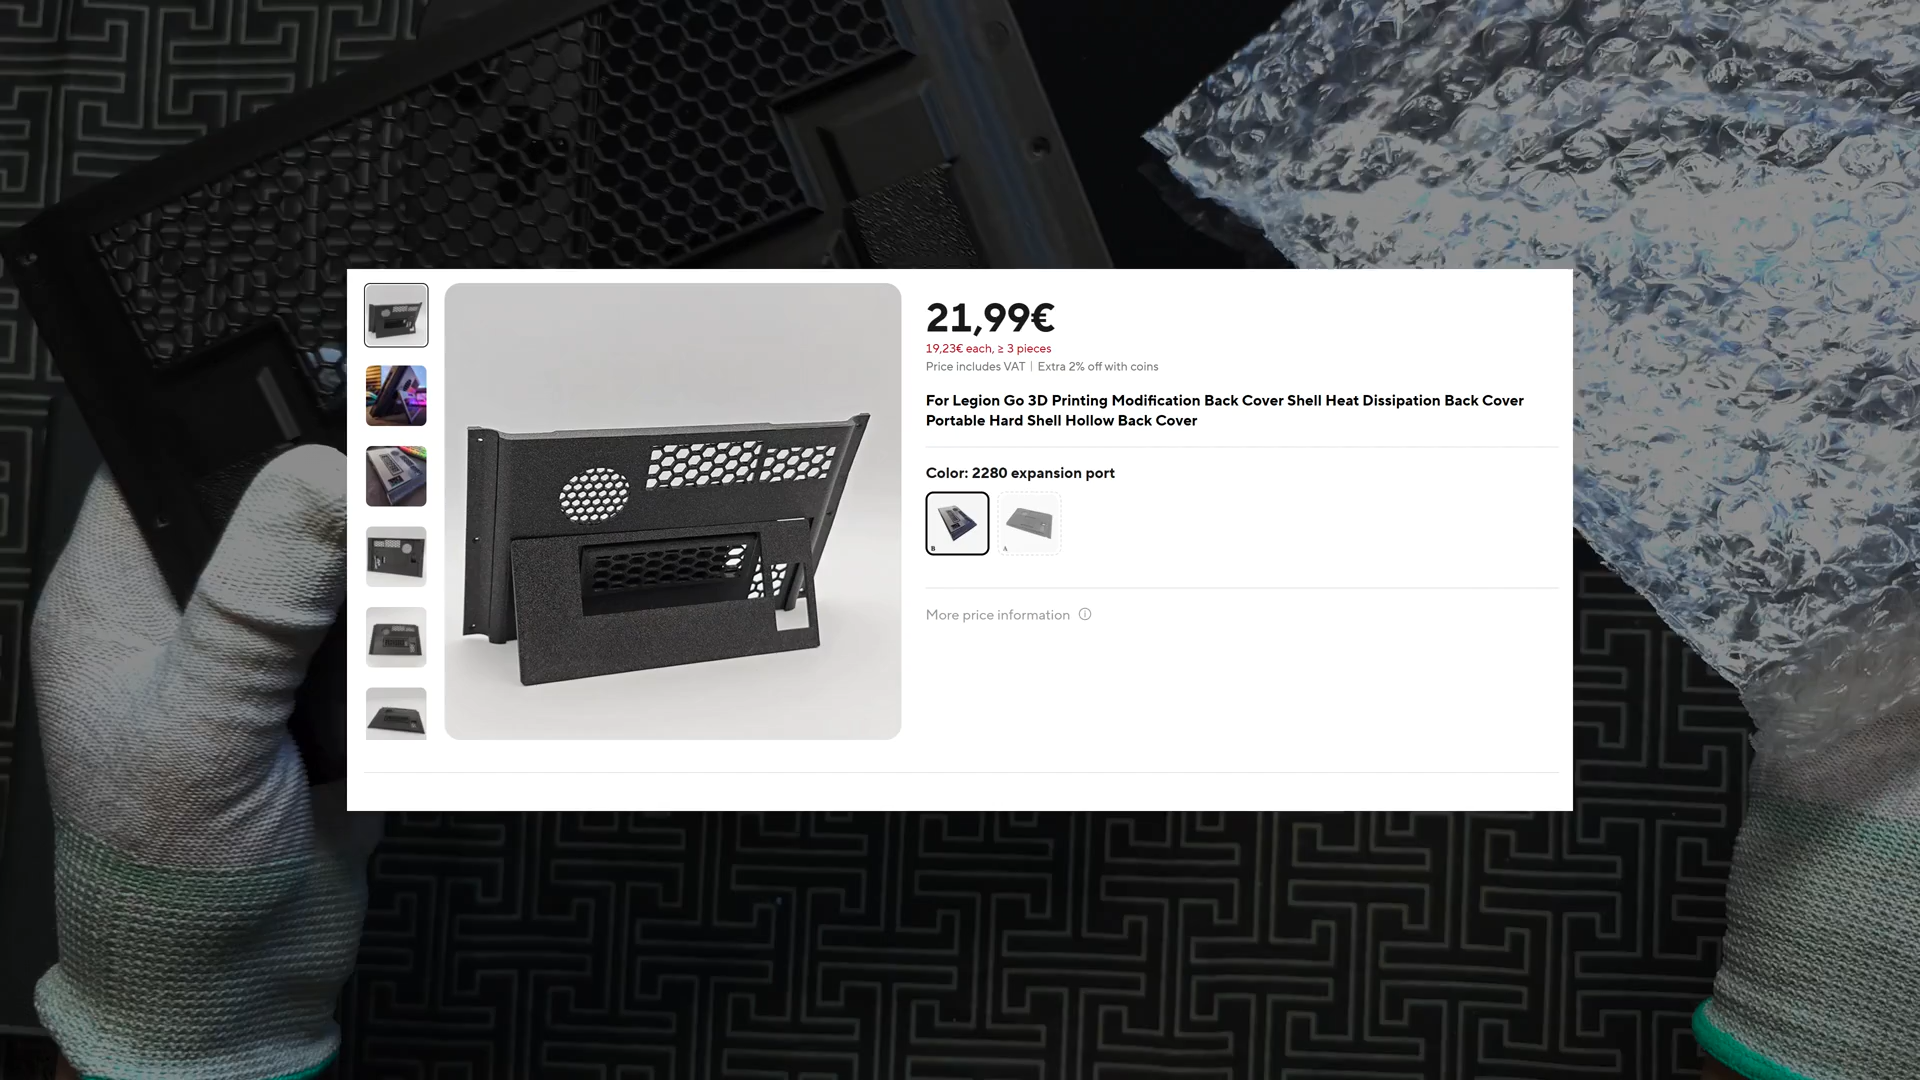 21,99€
19,23€ each, ≥ 3 pieces
Price includes VAT | Extra 2% off with coins
For Legion Go 3D Printing Modification Back Cover Shell Heat Dissipation Back Cover
Portable Hard Shell Hollow Back Cover
Color: 2280 expansion port
B
A
More price information